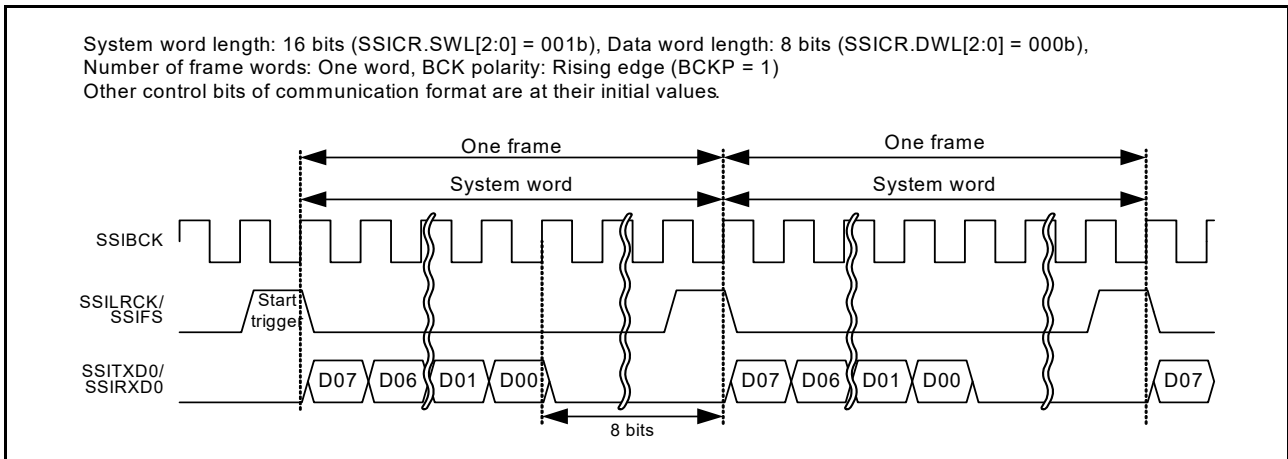 System word length: 16 bits (SSICR.SWL[2:0] = 001b), Data word length: 8 bits (SSICR.DWL[2:0] = 000b),
Number of frame words: One word, BCK polarity: Rising edge (BCKP = 1)
Other control bits of communication format are at their initial values.
One frame One frame
System word System word
SSIBCK
SSILRCK/
SSIFS
Start
trigger
SSITXD0/
SSIRXD0
D07 D06 D01 D00 D07 D06 D01 D00 D07
8 bits